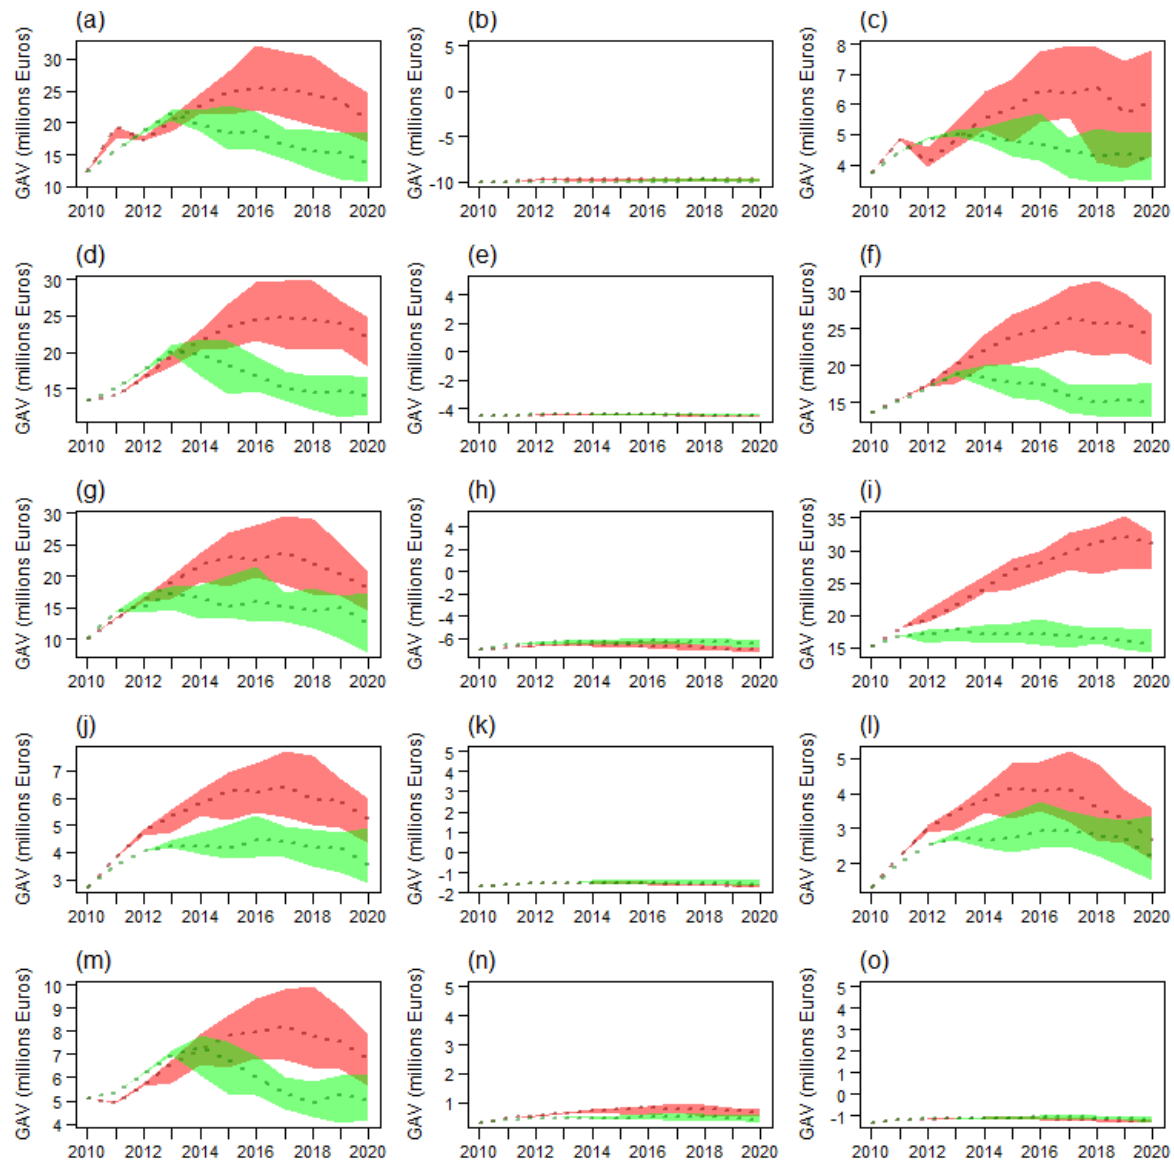 (a) (b) (c)
GAV (millions Euros) GAV (millions Euros) GAV (millions Euros)
30 25 20 15 10
5 0 -5 -10
8 7 6 5 4
2010 2012 2014 2016 2018 2020 2010 2012 2014 2016 2018 2020 2010 2012 2014 2016 2018 2020
(d) (e) (f)
GAV (millions Euros) GAV (millions Euros) GAV (millions Euros)
30 25 20 15
4 2 0 -2 -4
30 25 20 15
2010 2012 2014 2016 2018 2020 2010 2012 2014 2016 2018 2020 2010 2012 2014 2016 2018 2020
(g) (h) (i)
GAV (millions Euros) GAV (millions Euros) GAV (millions Euros)
30 25 20 15 10
4 2 0 -2 -4 -6
35 30 25 20 15
2010 2012 2014 2016 2018 2020 2010 2012 2014 2016 2018 2020 2010 2012 2014 2016 2018 2020
(j) (k) (l)
GAV (millions Euros) GAV (millions Euros) GAV (millions Euros)
7 6 5 4 3
5 4 3 2 1 0 -1 -2
5 4 3 2
2010 2012 2014 2016 2018 2020 2010 2012 2014 2016 2018 2020 2010 2012 2014 2016 2018 2020
(m) (n) (o)
GAV (millions Euros) GAV (millions Euros) GAV (millions Euros)
10 9 8 7 6 5 4
5 4 3 2 1
5 4 3 2 1 0 -1
2010 2012 2014 2016 2018 2020 2010 2012 2014 2016 2018 2020 2010 2012 2014 2016 2018 2020